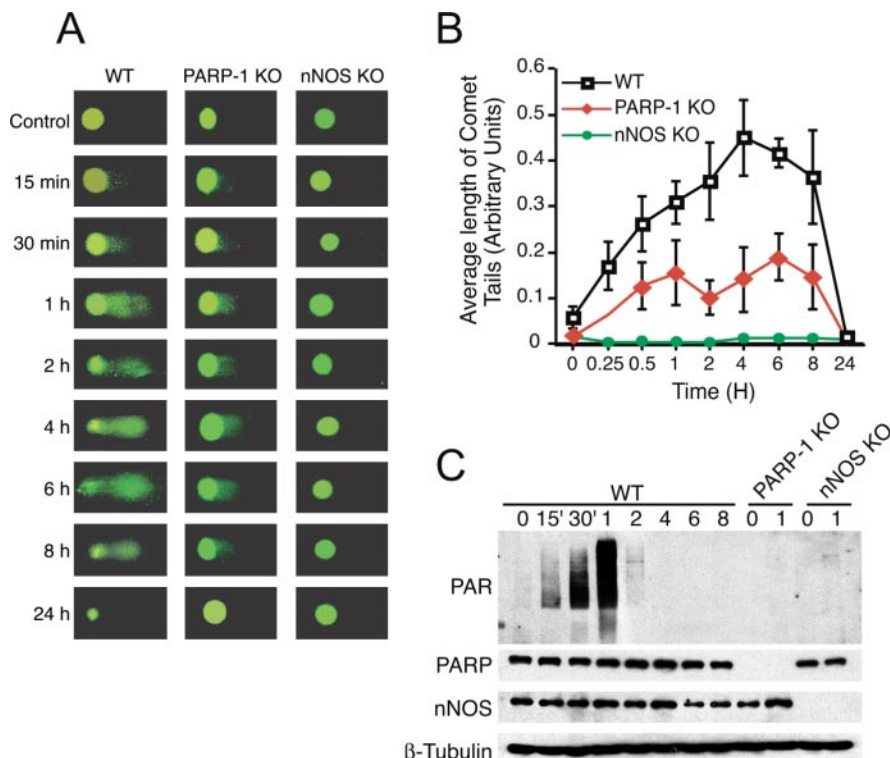 A
WT PARP-1 KO nNOS KO
Control
15 min
30 min
1 h
2 h
4 h
6 h
8 h
24 h
B
Average length of Comet
Tails (Arbitrary Units)
0.6
0.5
0.4
0.3
0.2
0.1
0
WT
PARP-1 KO
nNOS KO
0 0.25 0.5 1 2 4 6 8 24
Time (H)
C
WT PARP-1 KO nNOS KO
0 15' 30' 1 2 4 6 8 0 1 0 1
PAR
PARP
nNOS
β-Tubulin